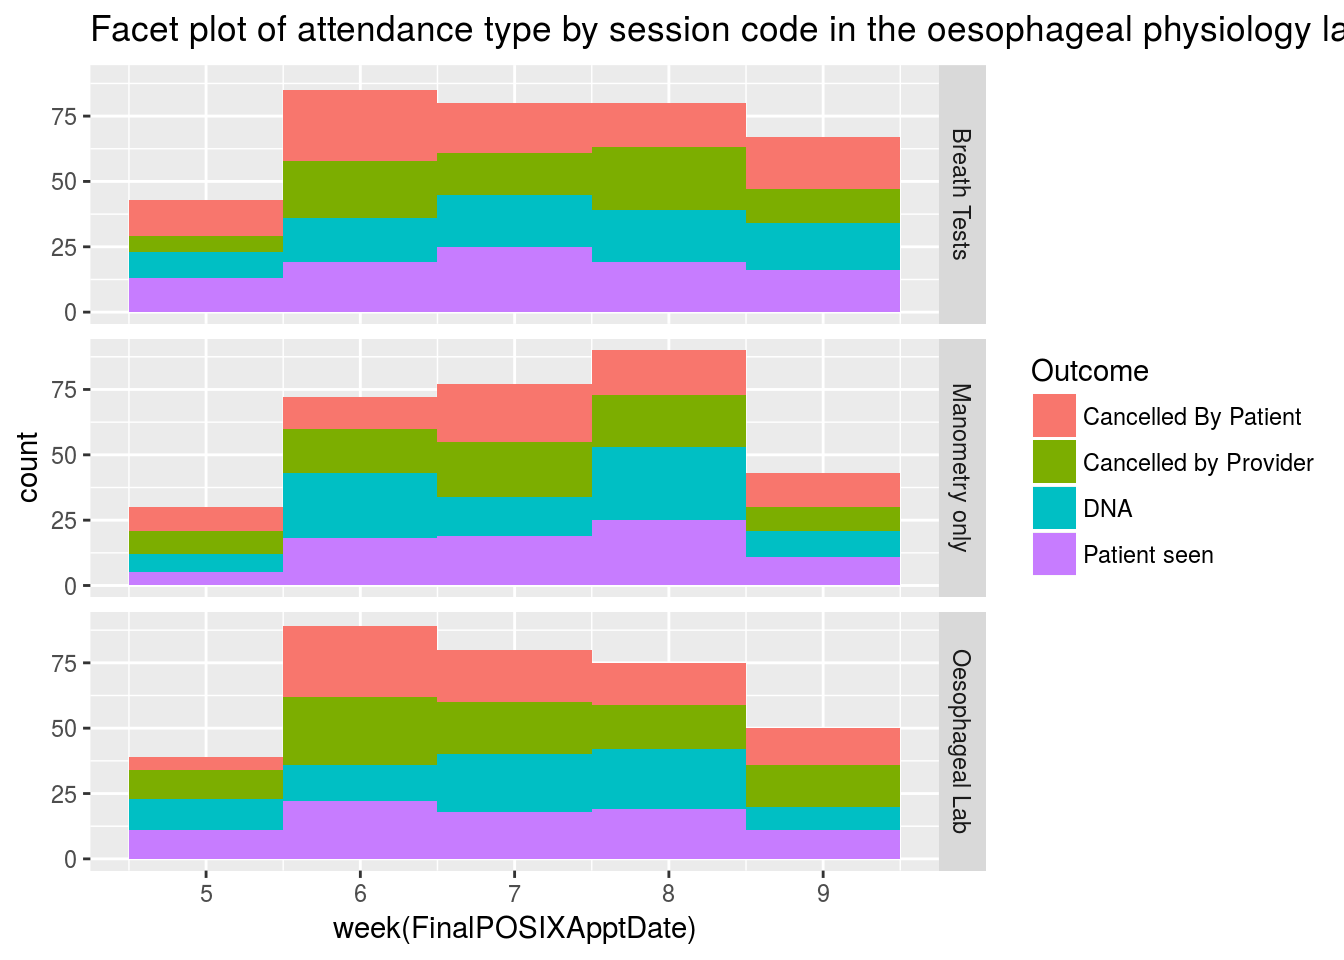 Facet plot of attendance type by session code in the oesophageal physiology la
75
50
25
0
Breath Tests
75
50
25
0
Manometry only
75
50
25
0
Oesophageal Lab
count
5 6 7 8 9
week(FinalPOSIXApptDate)
Outcome
Cancelled By Patient
Cancelled by Provider
DNA
Patient seen